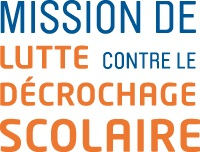 MISSION DE
LUTTE CONTRE LE
DÉCROCHAGE
SCOLAIRE